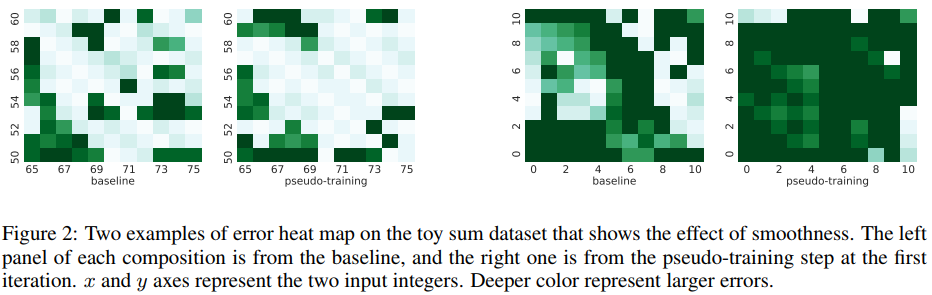 60
58
56
54
52
50
65 67 69 71 73 75
baseline
60
58
56
54
52
50
65 67 69 71 73 75
pseudo-training
10
8
6
4
2
0
0 2 4 6 8 10
baseline
10
8
6
4
2
0
0 2 4 6 8 10
pseudo-training
Figure 2: Two examples of error heat map on the toy sum dataset that shows the effect of smoothness. The left
panel of each composition is from the baseline, and the right one is from the pseudo-training step at the first
iteration. x and y axes represent the two input integers. Deeper color represent larger errors.